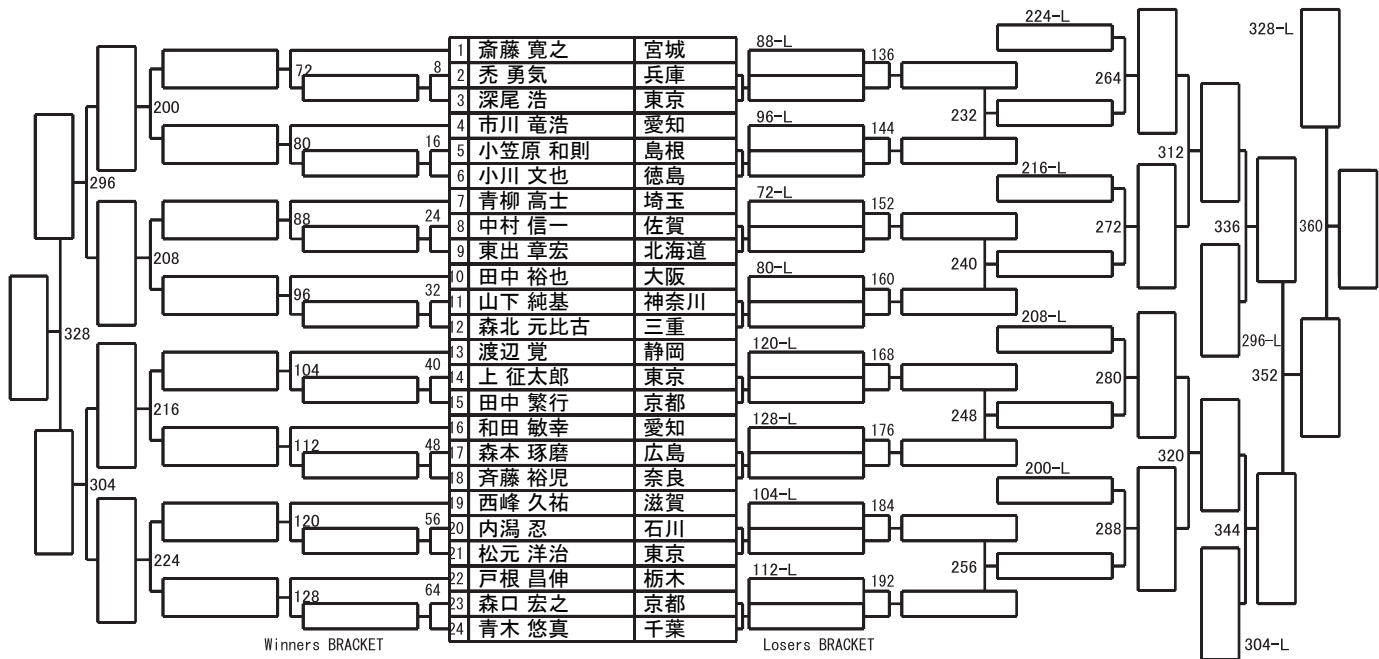 1 斎藤 寛之 宮城
2 禿 勇気 兵庫
3 深尾 浩 東京
4 市川 竜浩 愛知
5 小笠原 和則 島根
6 小川 文也 徳島
7 青柳 高士 埼玉
8 中村 信一 佐賀
9 東出 章宏 北海道
10 田中 裕也 大阪
11 山下 純基 神奈川
12 森北 元比古 三重
13 渡辺 覚 静岡
14 上 征太郎 東京
15 田中 繁行 京都
16 和田 敏幸 愛知
17 森本 琢磨 広島
18 斉藤 裕児 奈良
19 西峰 久祐 滋賀
20 内潟 忍 石川
21 松元 洋治 東京
22 戸根 昌伸 栃木
23 森口 宏之 京都
24 青木 悠真 千葉
8
16
24
32
40
48
56
64
72
80
88
96
104
112
120
128
200
208
216
224
296
304
328
Winners BRACKET
88-L
96-L
72-L
80-L
120-L
128-L
104-L
112-L
136
144
152
160
168
176
184
192
232
240
248
256
224-L
216-L
208-L
200-L
264
272
280
288
312
320
296-L
304-L
336
344
352
328-L
360
Losers BRACKET